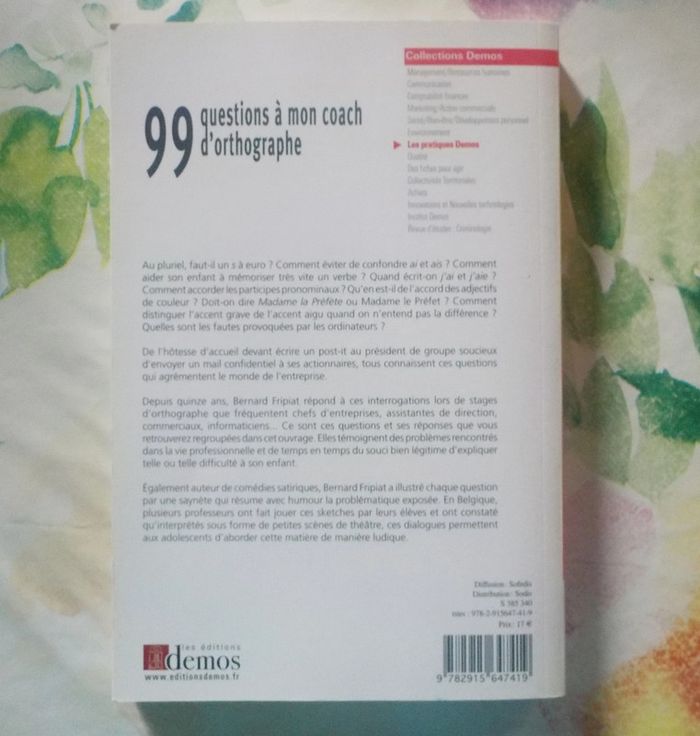 Collections Demos
Management/Ressources humaines
Communication
Comptabilité finances
Marketing/Action commerciale
Santé/Bien-être/Développement personnel
Environnement
Les pratiques Demos
Qualité
Des fiches pour agir
Collectivités Territoriales
Actiers
Innovations et Nouvelles technologies
Institut Demos
Revue d'études : Criminologie
99 questions à mon coach
d'orthographe
Au pluriel, faut-il un s à euro ? Comment éviter de confondre ai et ais ? Comment
aider son enfant à mémoriser très vite un verbe ? Quand écrit-on j'ai et j'aie ?
Comment accorder les participes pronominaux ? Qu'en est-il de l'accord des adjectifs
de couleur ? Doit-on dire Madame la Préfète ou Madame le Préfet ? Comment
distinguer l'accent grave de l'accent aigu quand on n'entend pas la différence ?
Quelles sont les fautes provoquées par les ordinateurs ?
De l'hôtesse d'accueil devant écrire un post-it au président de groupe soucieux
d'envoyer un mail confidentiel à ses actionnaires, tous connaissent ces questions
qui agrémentent le monde de l'entreprise.
Depuis quinze ans, Bernard Fripiat répond à ces interrogations lors de stages
d'orthographe que fréquentent chefs d'entreprises, assistantes de direction,
commerciaux, informaticiens... Ce sont ces questions et ses réponses que vous
retrouverez regroupées dans cet ouvrage. Elles témoignent des problèmes rencontrés
dans la vie professionnelle et de temps en temps du souci bien légitime d'expliquer
telle ou telle difficulté à son enfant.
Également auteur de comédies satiriques, Bernard Fripiat a illustré chaque question
par une saynète qui résume avec humour la problématique exposée. En Belgique,
plusieurs professeurs ont fait jouer ces sketches par leurs élèves et ont constaté
qu'interprétés sous forme de petites scènes de théâtre, ces dialogues permettent
aux adolescents d'aborder cette matière de manière ludique.
Diffusion : Sofedis
Distribution : Sodis
S 385 340
ISBN : 978-2-915647-41-9
Prix : 17 €
les éditions
demos
www.editionsdemos.fr
9 782915 647419